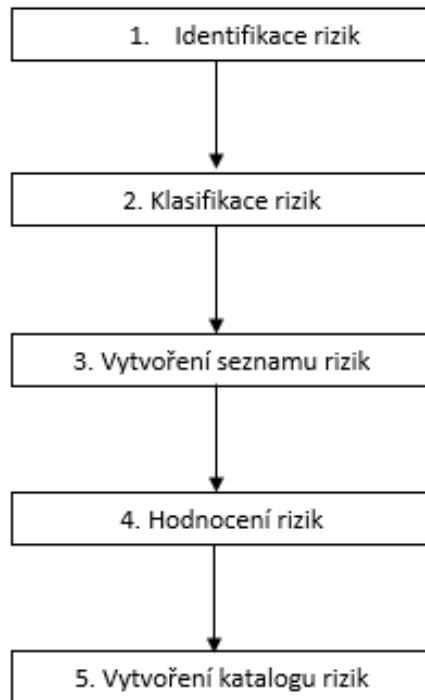 1. Identifikace rizik
2. Klasifikace rizik
3. Vytvoření seznamu rizik
4. Hodnocení rizik
5. Vytvoření katalogu rizik